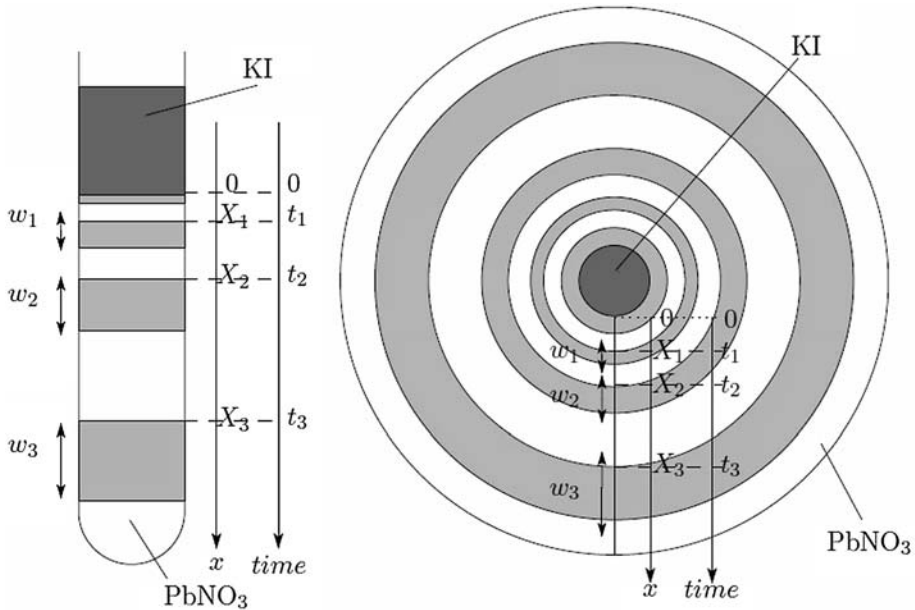 KI
0 0
w₁ X₁ t₁
w₂ X₂ t₂
w₃ X₃ t₃
x time
PbNO₃
KI
0 0
w₁ X₁ t₁
w₂ X₂ t₂
w₃ X₃ t₃
PbNO₃
x time